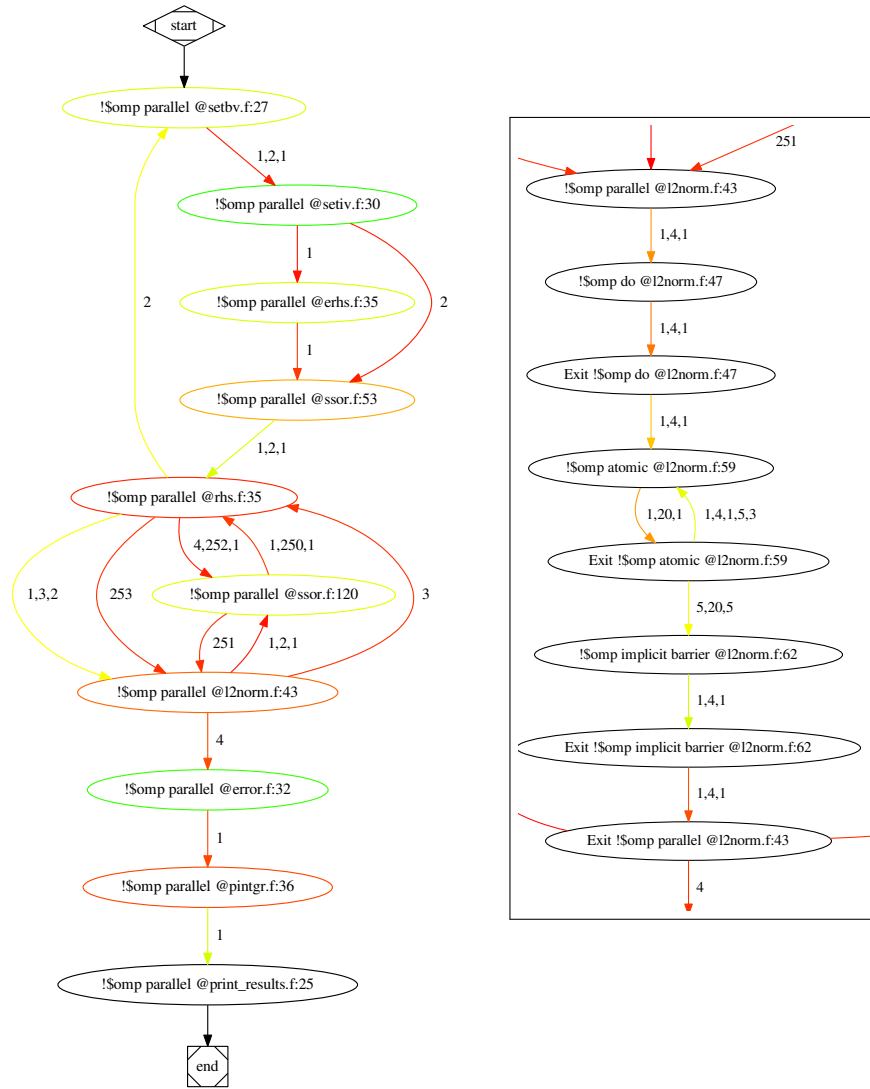 start
!$omp parallel @setbv.f:27
1,2,1
!$omp parallel @setiv.f:30
1
!$omp parallel @erhs.f:35
2
2
1
!$omp parallel @ssor.f:53
1,2,1
!$omp parallel @rhs.f:35
4,252,1
1,250,1
1,3,2
253
!$omp parallel @ssor.f:120
3
251
1,2,1
!$omp parallel @l2norm.f:43
4
!$omp parallel @error.f:32
1
!$omp parallel @pintgr.f:36
1
!$omp parallel @print_results.f:25
end
251
!$omp parallel @l2norm.f:43
1,4,1
!$omp do @l2norm.f:47
1,4,1
Exit !$omp do @l2norm.f:47
1,4,1
!$omp atomic @l2norm.f:59
1,20,1
1,4,1,5,3
Exit !$omp atomic @l2norm.f:59
5,20,5
!$omp implicit barrier @l2norm.f:62
1,4,1
Exit !$omp implicit barrier @l2norm.f:62
1,4,1
Exit !$omp parallel @l2norm.f:43
4